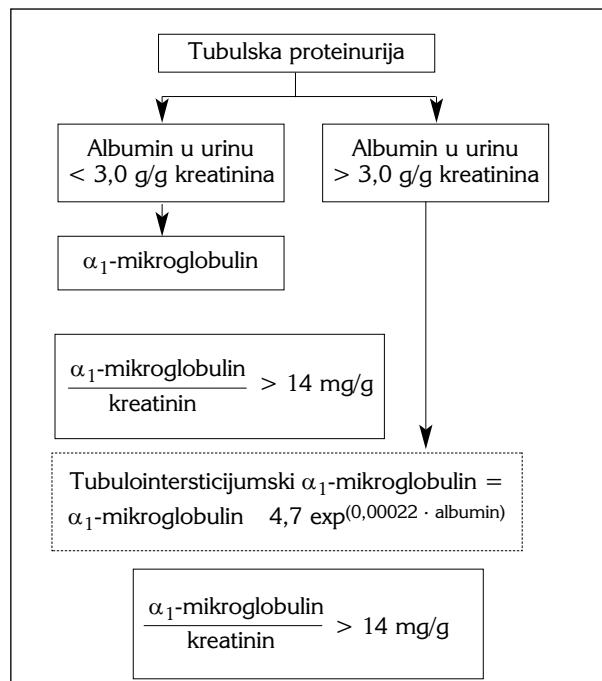 Tubulska proteinurija
Albumin u urinu
< 3,0 g/g kreatinina
Albumin u urinu
> 3,0 g/g kreatinina
α₁-mikroglobulin
α₁-mikroglobulin
kreatinin
> 14 mg/g
Tubulointersticijumski α₁-mikroglobulin =
α₁-mikroglobulin 4,7 exp^(0,00022 · albumin)
α₁-mikroglobulin
kreatinin
> 14 mg/g